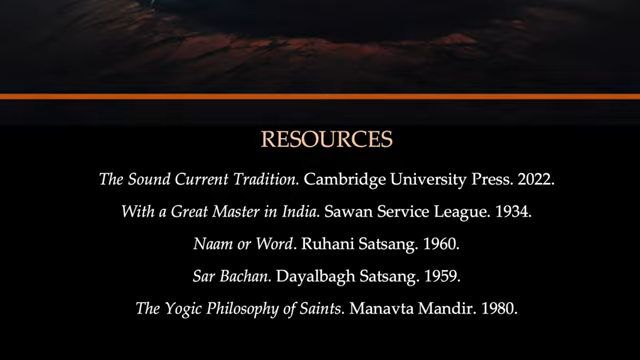 RESOURCES
The Sound Current Tradition. Cambridge University Press. 2022.
With a Great Master in India. Sawan Service League. 1934.
Naam or Word. Ruhani Satsang. 1960.
Sar Bachan. Dayalbagh Satsang. 1959.
The Yogic Philosophy of Saints. Manavta Mandir. 1980.